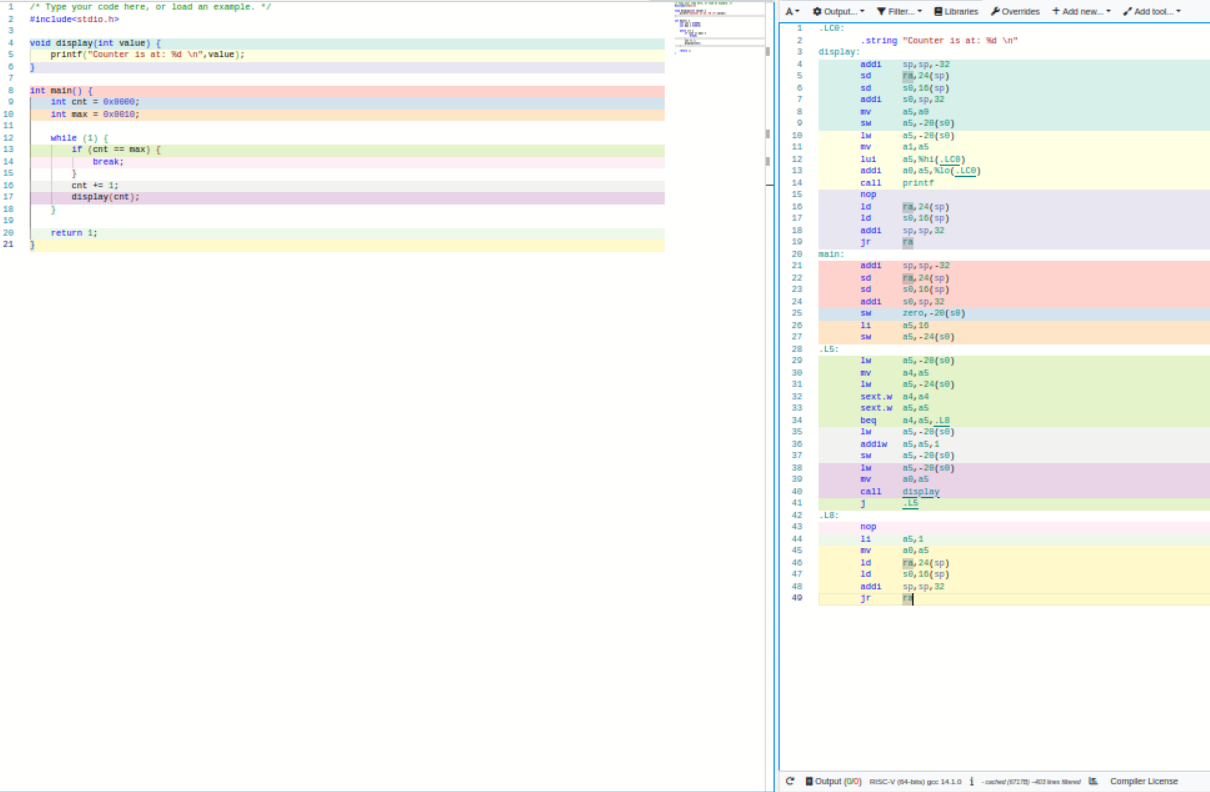 1 /* Type your code here, or load an example. */
2 #include<stdio.h>
3
4 void display(int value) {
5     printf("Counter is at: %d \n",value);
6 }
7
8 int main() {
9     int cnt = 0x0000;
10     int max = 0x0010;
11
12     while (1) {
13         if (cnt == max) {
14             break;
15         }
16         cnt += 1;
17         display(cnt);
18     }
19
20     return 1;
21 }
A Output... Filter... Libraries Overrides Add new... Add tool...
1 .LC0:
2         .string "Counter is at: %d \n"
3 display:
4         addi    sp,sp,-32
5         sd      ra,24(sp)
6         sd      s0,16(sp)
7         addi    s0,sp,32
8         mv      a5,a0
9         sw      a5,-20(s0)
10         lw      a5,-20(s0)
11         mv      a1,a5
12         lui     a5,%hi(.LC0)
13         addi    a0,a5,%lo(.LC0)
14         call    printf
15         nop
16         ld      ra,24(sp)
17         ld      s0,16(sp)
18         addi    sp,sp,32
19         jr      ra
20 main:
21         addi    sp,sp,-32
22         sd      ra,24(sp)
23         sd      s0,16(sp)
24         addi    s0,sp,32
25         sw      zero,-20(s0)
26         li      a5,16
27         sw      a5,-24(s0)
28 .L5:
29         lw      a5,-20(s0)
30         mv      a4,a5
31         lw      a5,-24(s0)
32         sext.w  a4,a4
33         sext.w  a5,a5
34         beq     a4,a5,.L8
35         lw      a5,-20(s0)
36         addiw   a5,a5,1
37         sw      a5,-20(s0)
38         lw      a5,-20(s0)
39         mv      a0,a5
40         call    display
41         j       .L5
42 .L8:
43         nop
44         li      a5,1
45         mv      a0,a5
46         ld      ra,24(sp)
47         ld      s0,16(sp)
48         addi    sp,sp,32
49         jr      ra
Output (0/0) RISC-V (64-bits) gcc 14.1.0 i - cached (6717B) ~403 lines filtered Compiler License